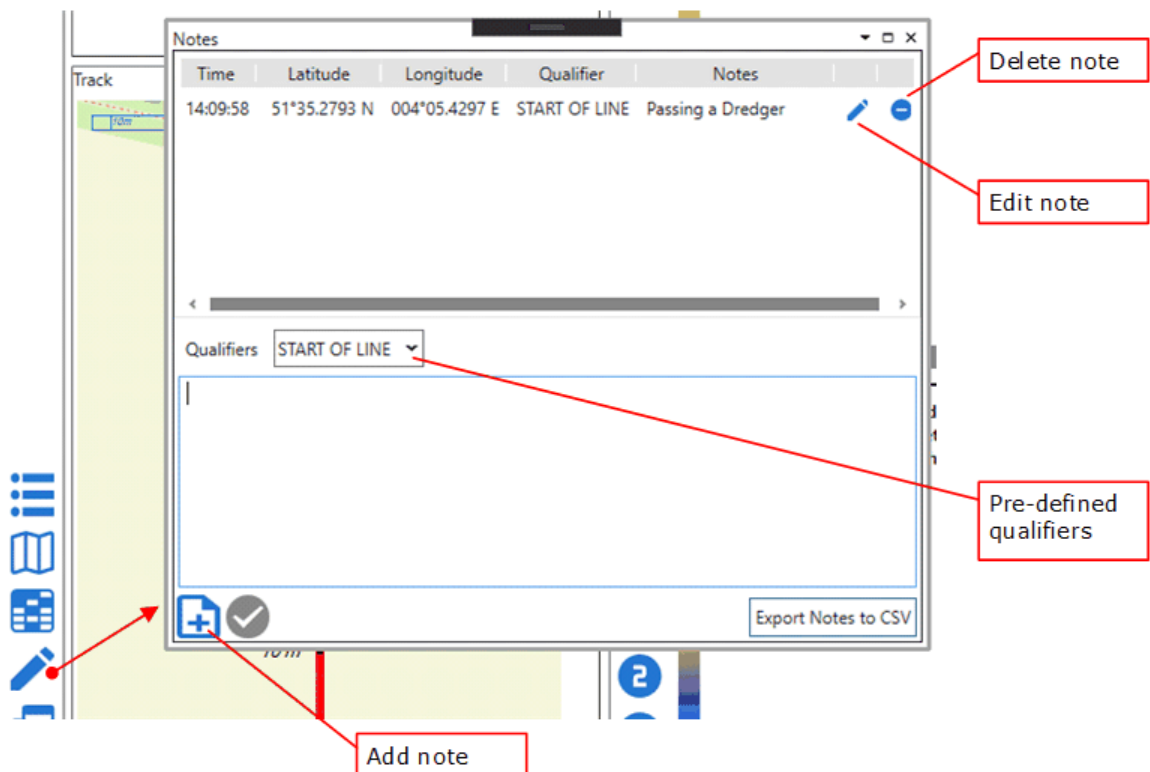 Notes
Track
Time Latitude Longitude Qualifier Notes
14:09:58 51°35.2793 N 004°05.4297 E START OF LINE Passing a Dredger
10m
Delete note
Edit note
Qualifiers START OF LINE
Pre-defined
qualifiers
Export Notes to CSV
10m
2
Add note